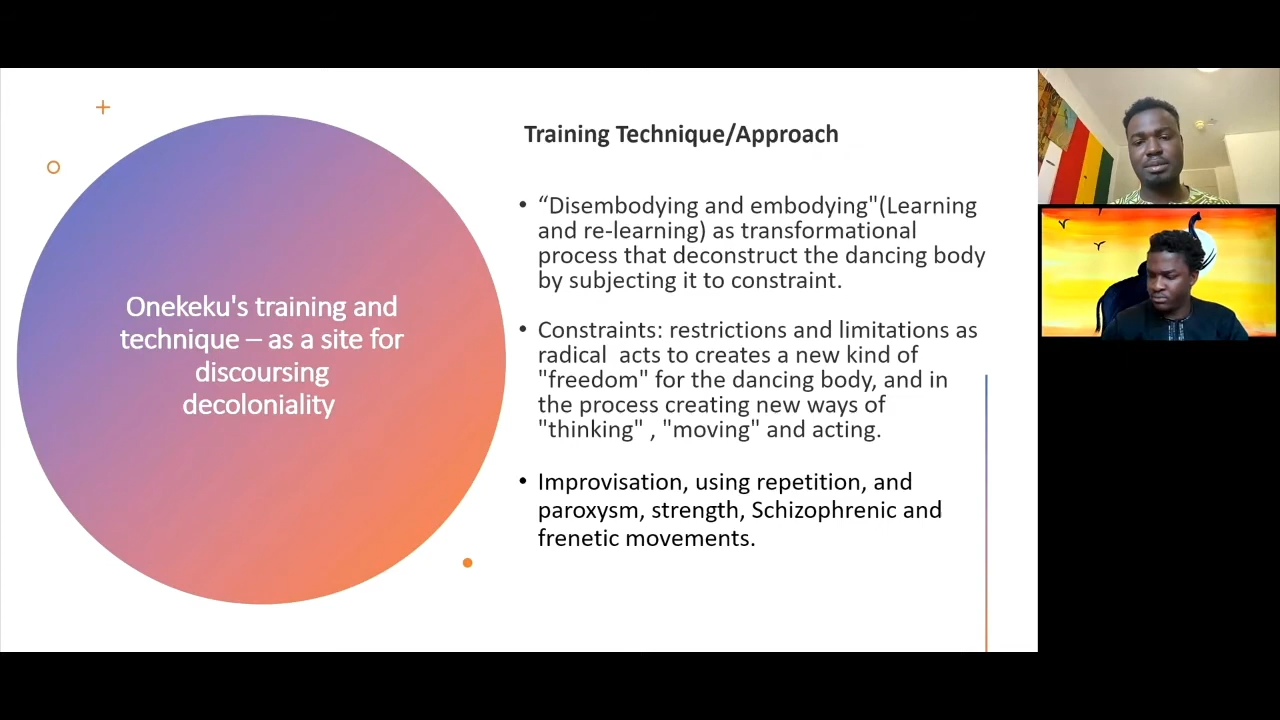 Onekeku's training and
technique – as a site for
discoursing
decoloniality
Training Technique/Approach
• “Disembodying and embodying"(Learning
and re-learning) as transformational
process that deconstruct the dancing body
by subjecting it to constraint.
• Constraints: restrictions and limitations as
radical  acts to creates a new kind of
"freedom" for the dancing body, and in
the process creating new ways of
"thinking" , "moving" and acting.
• Improvisation, using repetition, and
paroxysm, strength, Schizophrenic and
frenetic movements.